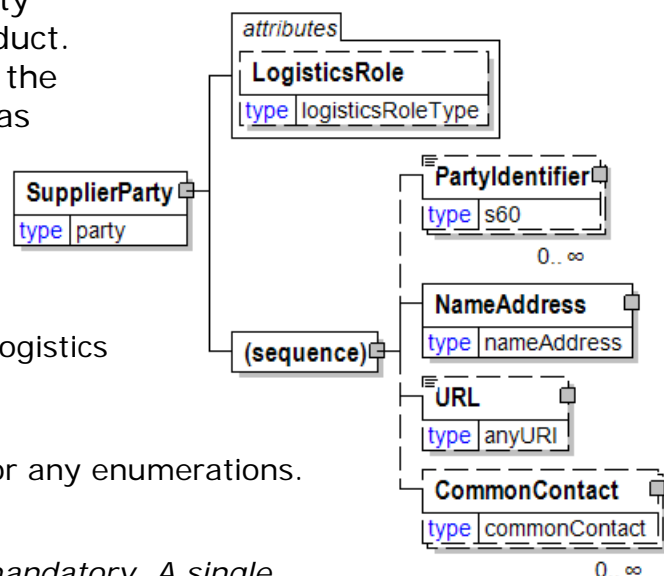 ty
duct.
the
as
ogistics
or any enumerations.
mandatory. A single
attributes
LogisticsRole
type logisticsRoleType
SupplierParty
type party
(sequence)
PartyIdentifier
type s60
0.. ∞
NameAddress
type nameAddress
URL
type anyURI
CommonContact
type commonContact
0.. ∞